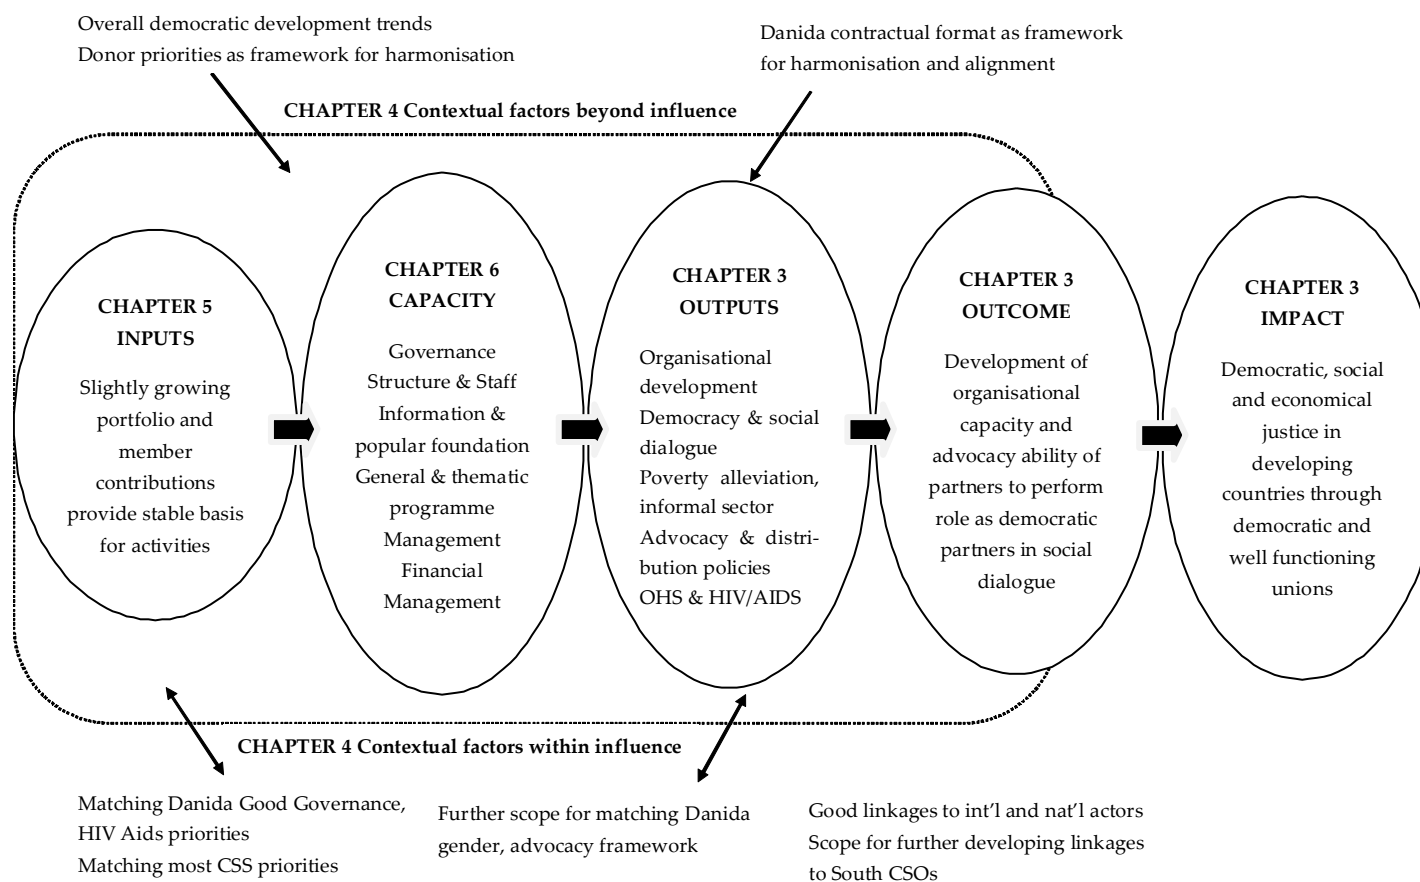 Overall democratic development trends
Donor priorities as framework for harmonisation
Danida contractual format as framework
for harmonisation and alignment
CHAPTER 4 Contextual factors beyond influence
CHAPTER 5
INPUTS
Slightly growing
portfolio and
member
contributions
provide stable basis
for activities
CHAPTER 6
CAPACITY
Governance
Structure & Staff
Information &
popular foundation
General & thematic
programme
Management
Financial
Management
CHAPTER 3
OUTPUTS
Organisational
development
Democracy & social
dialogue
Poverty alleviation,
informal sector
Advocacy & distri-
bution policies
OHS & HIV/AIDS
CHAPTER 3
OUTCOME
Development of
organisational
capacity and
advocacy ability of
partners to perform
role as democratic
partners in social
dialogue
CHAPTER 3
IMPACT
Democratic, social
and economical
justice in
developing
countries through
democratic and
well functioning
unions
CHAPTER 4 Contextual factors within influence
Matching Danida Good Governance,
HIV Aids priorities
Matching most CSS priorities
Further scope for matching Danida
gender, advocacy framework
Good linkages to int'l and nat'l actors
Scope for further developing linkages
to South CSOs